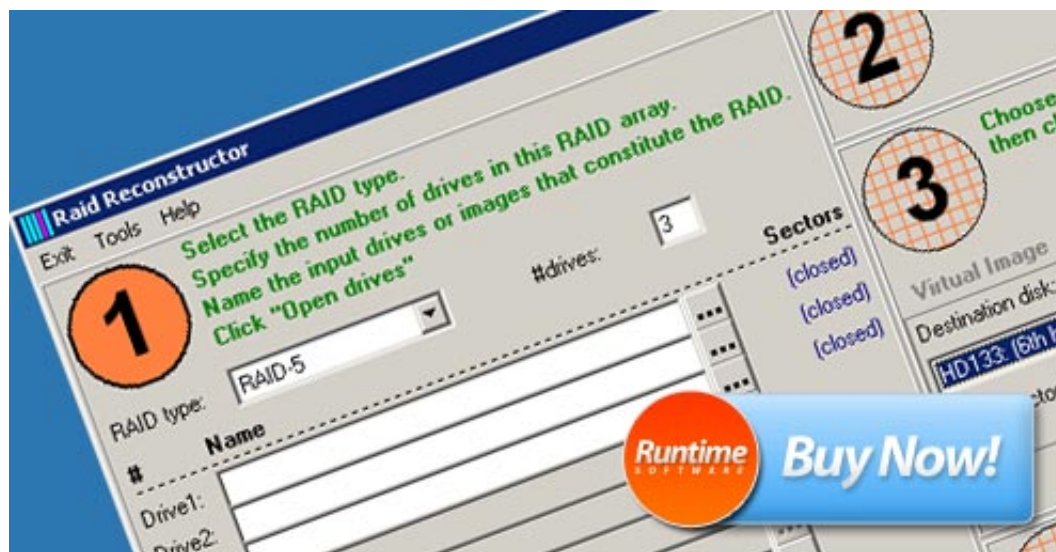 Raid Reconstructor
Exit Tools Help
1
Select the RAID type.
Specify the number of drives in this RAID array.
Name the input drives or images that constitute the RAID.
Click "Open drives"
RAID type:
RAID-5
#drives:
3
# Name
Sectors
Drive1:
...
(closed)
Drive2:
...
(closed)
...
(closed)
2
3
Choose
then
Virtual Image
Destination disk:
HD133: (6th
Runtime
SOFTWARE
Buy Now!